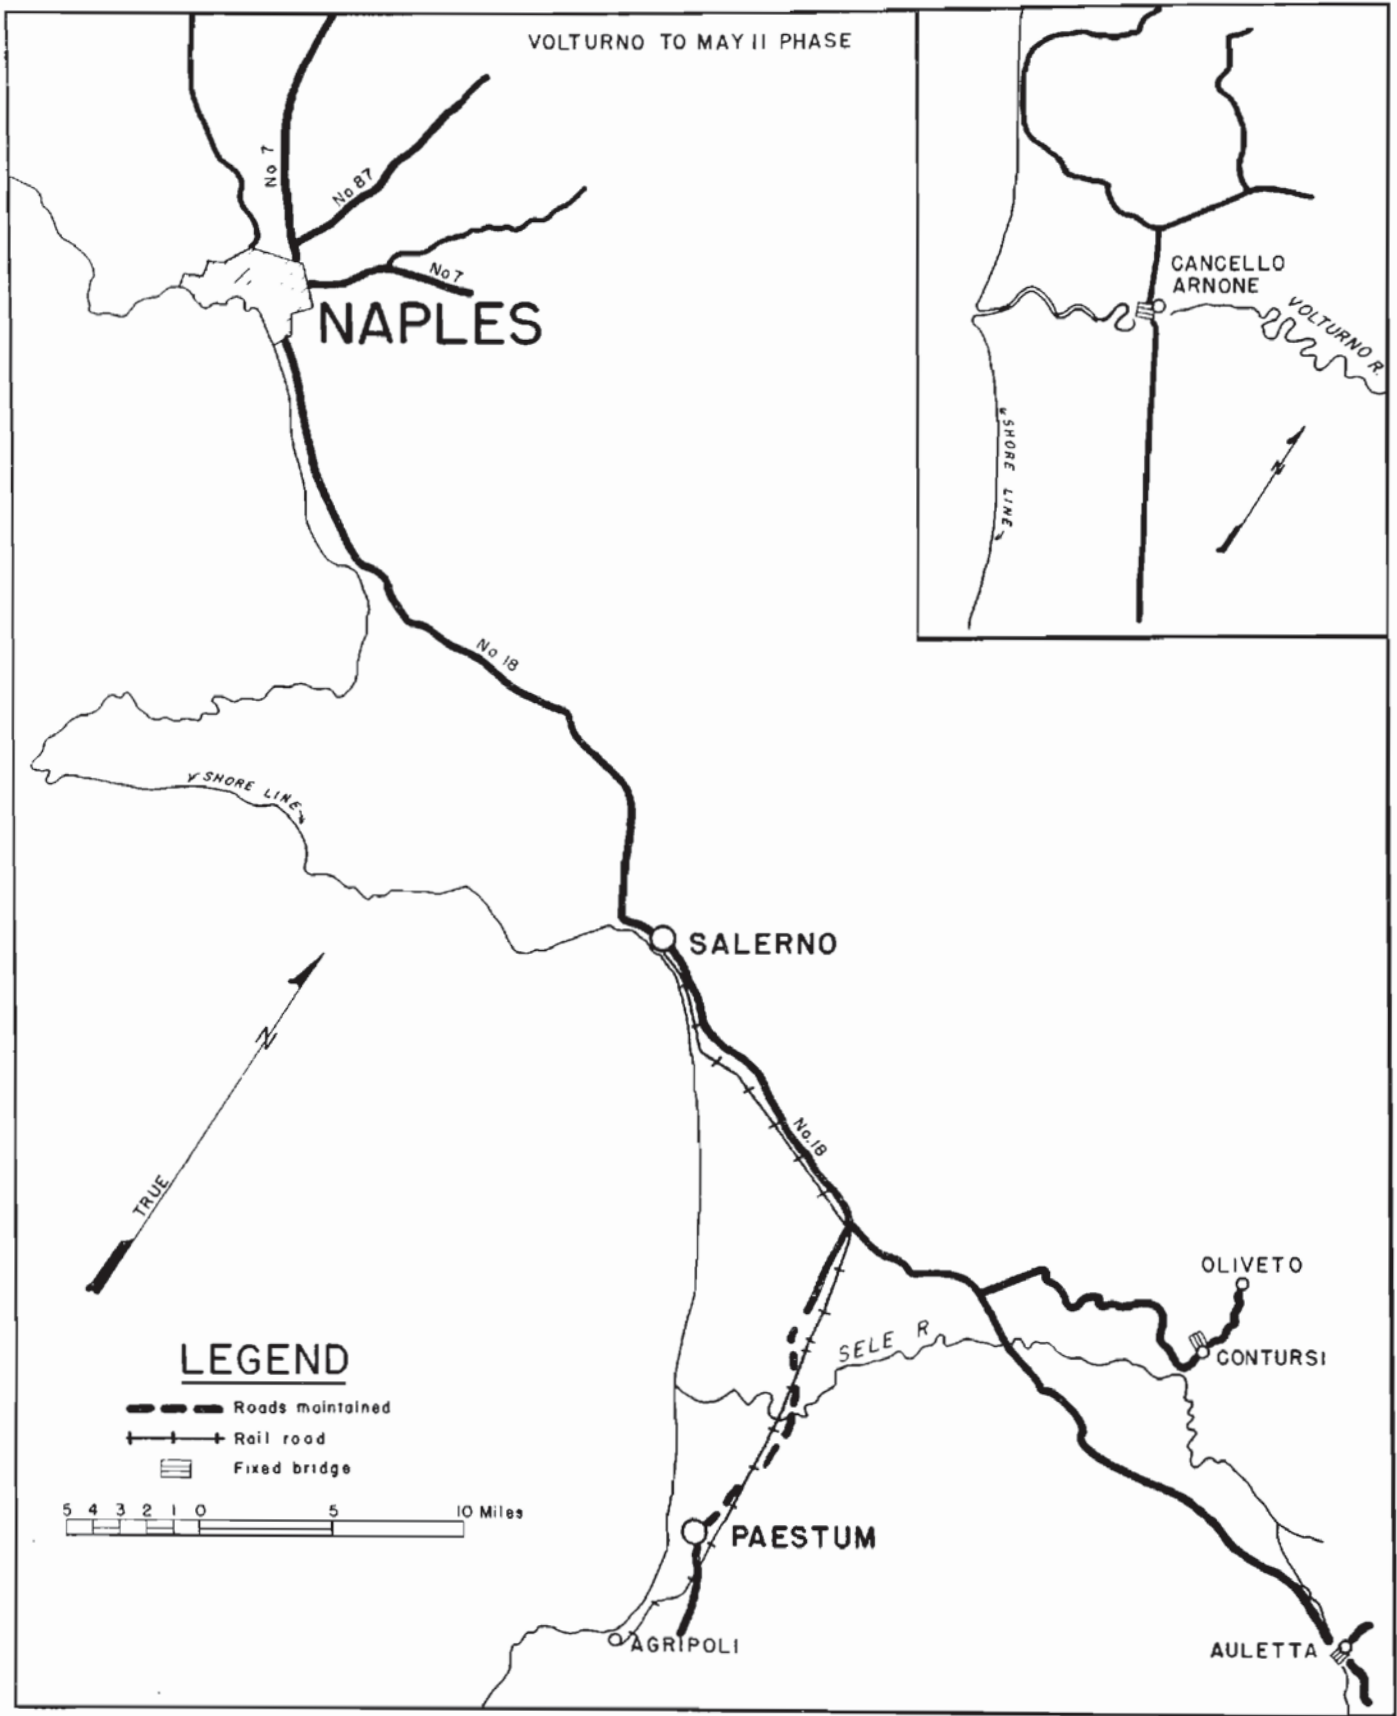 VOLTURNO TO MAY 11 PHASE
No 7
No 87
No 7
NAPLES
CANCELLO
ARNONE
VOLTURNO R.
SHORE LINE
N
No 18
SHORE LINE
SALERNO
N
TRUE
No. 18
OLIVETO
SELE R
CONTURSI
LEGEND
Roads maintained
Rail road
Fixed bridge
5 4 3 2 1 0 5 10 Miles
PAESTUM
AGRIPOLI
AULETTA